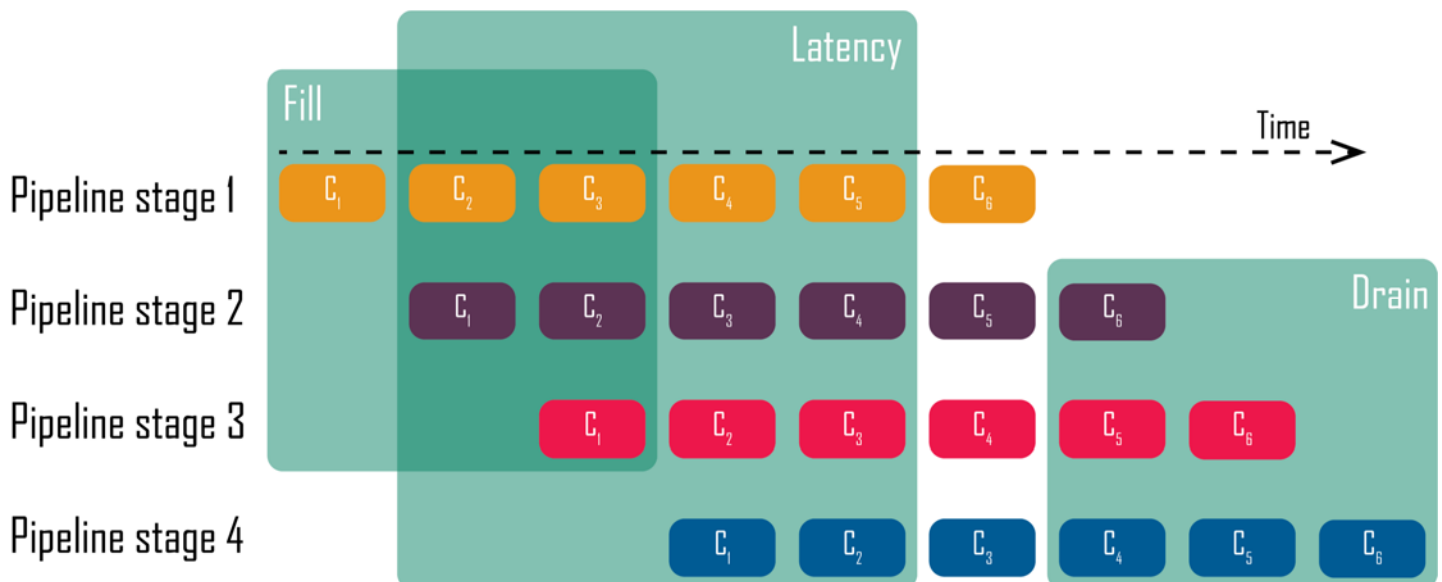 Latency
Fill
Time
Pipeline stage 1 C₁ C₂ C₃ C₄ C₅ C₆
Pipeline stage 2 C₁ C₂ C₃ C₄ C₅ C₆
Drain
Pipeline stage 3 C₁ C₂ C₃ C₄ C₅ C₆
Pipeline stage 4 C₁ C₂ C₃ C₄ C₅ C₆